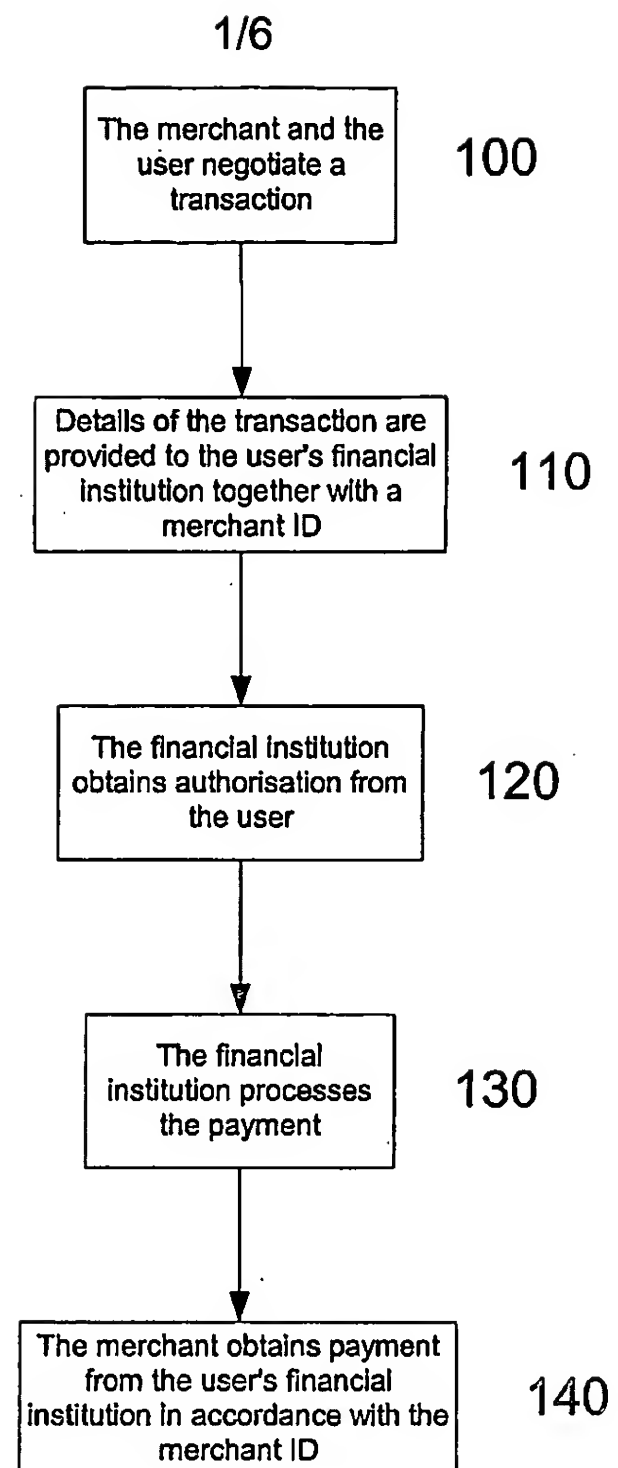 1/6
The merchant and the
user negotiate a
transaction
100
Details of the transaction are
provided to the user's financial
institution together with a
merchant ID
110
The financial institution
obtains authorisation from
the user
120
The financial
institution processes
the payment
130
The merchant obtains payment
from the user's financial
institution in accordance with the
merchant ID
140